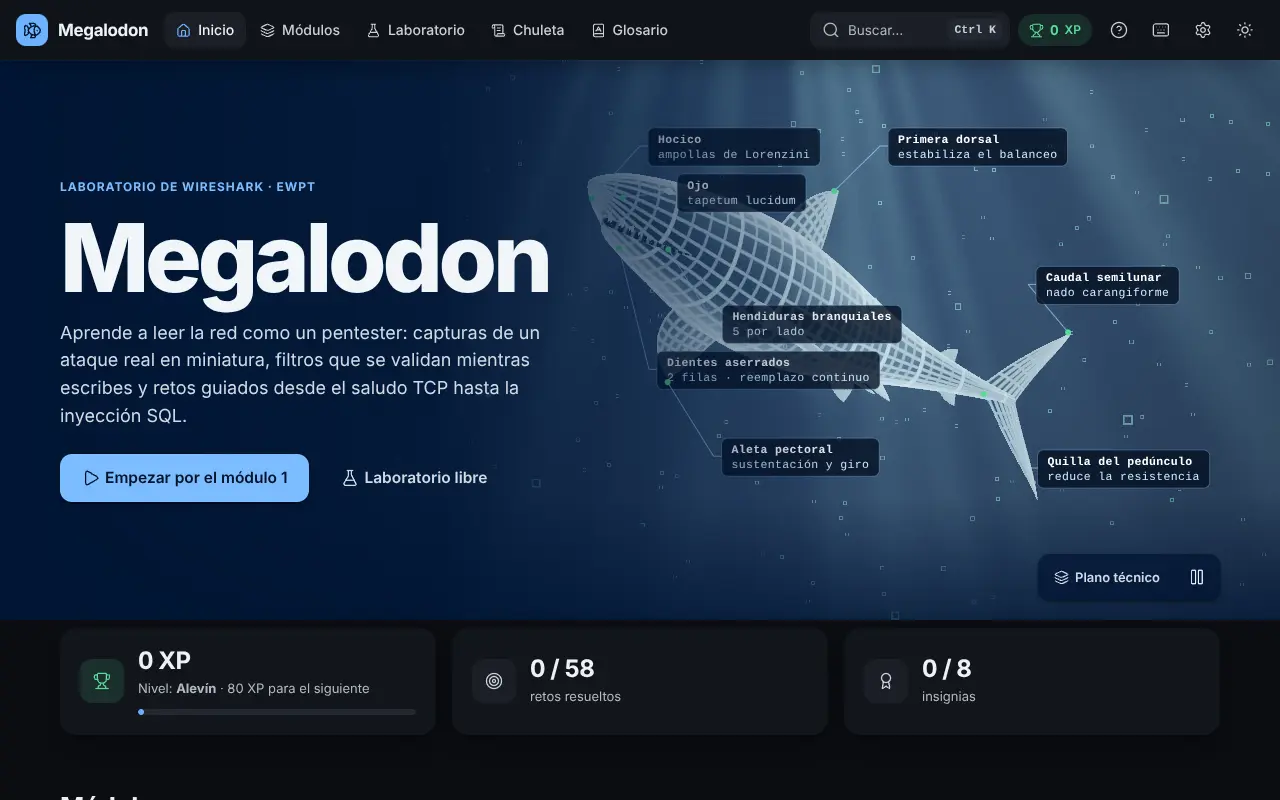 Megalodon
Inicio
Módulos
Laboratorio
Chuleta
Glosario
Buscar...
Ctrl K
0 XP
LABORATORIO DE WIRESHARK · EWPT
Megalodon
Aprende a leer la red como un pentester: capturas de un
ataque real en miniatura, filtros que se validan mientras
escribes y retos guiados desde el saludo TCP hasta la
inyección SQL.
Empezar por el módulo 1
Laboratorio libre
Hocico
ampollas de Lorenzini
Primera dorsal
estabiliza el balanceo
Ojo
tapetum lucidum
Caudal semilunar
nado carangiforme
Hendiduras branquiales
5 por lado
Dientes aserrados
2 filas · reemplazo continuo
Aleta pectoral
sustentación y giro
Quilla del pedúnculo
reduce la resistencia
Plano técnico
0 XP
Nivel: Alevín · 80 XP para el siguiente
0 / 58
retos resueltos
0 / 8
insignias